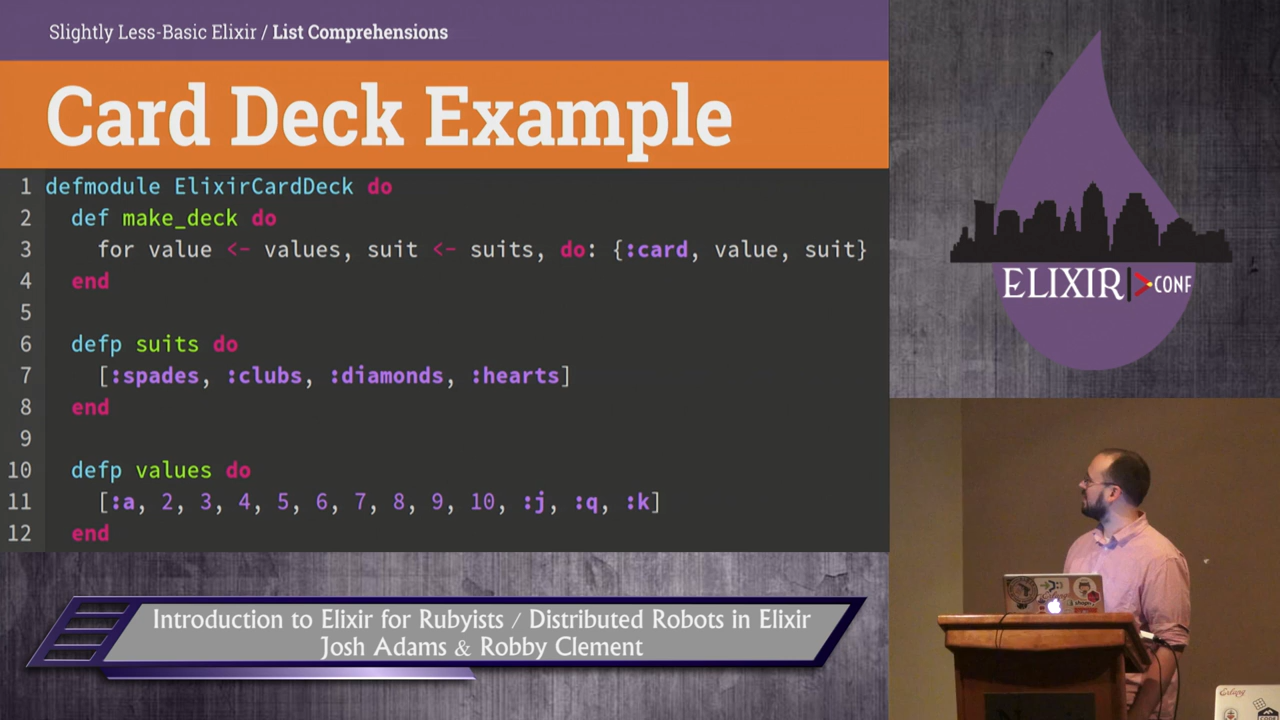 Slightly Less-Basic Elixir / List Comprehensions
Card Deck Example
1 defmodule ElixirCardDeck do
2   def make_deck do
3     for value <- values, suit <- suits, do: {:card, value, suit}
4   end
5
6   defp suits do
7     [:spades, :clubs, :diamonds, :hearts]
8   end
9
10   defp values do
11     [:a, 2, 3, 4, 5, 6, 7, 8, 9, 10, :j, :q, :k]
12   end
ELIXIR|>CONF
Introduction to Elixir for Rubyists / Distributed Robots in Elixir
Josh Adams & Robby Clement
Erlang